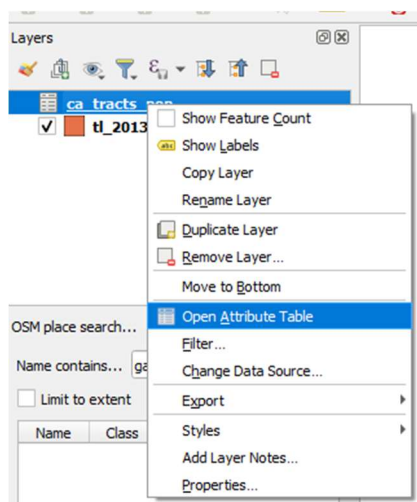 Layers
ca_tracts_pop
Show Feature Count
abc Show Labels
tl_2013
Copy Layer
Rename Layer
Duplicate Layer
Remove Layer...
Move to Bottom
Open Attribute Table
OSM place search...
Filter...
Name contains... ga
Change Data Source...
Limit to extent
Export
Name Class
Styles
Add Layer Notes...
Properties...